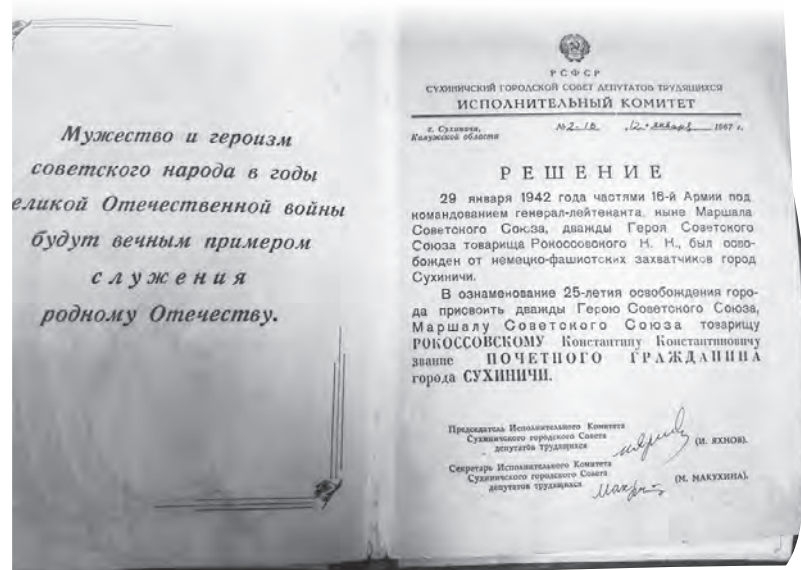 Мужество и героизм
советского народа в годы
еликой Отечественной войны
будут вечным примером
служения
родному Отечеству.
РСФСР
СУХИНИЧСКИЙ ГОРОДСКОЙ СОВЕТ ДЕПУТАТОВ ТРУДЯЩИХСЯ
ИСПОЛНИТЕЛЬНЫЙ КОМИТЕТ
г. Сухиничи,
Калужской области
№ 2-1в „12" января 1967 г.
РЕШЕНИЕ
29 января 1942 года частями 16-й Армии под
командованием генерал-лейтенанта, ныне Маршала
Советского Союза, дважды Героя Советского
Союза товарища Рокоссовского Н. Н., был осво-
божден от немецко-фашистских захватчиков город
Сухиничи.
В ознаменование 25-летия освобождения горо-
да присвоить дважды Герою Советского Союза,
Маршалу Советского Союза товарищу
РОКОССОВСКОМУ Константину Константиновичу
звание ПОЧЕТНОГО ГРАЖДАНИНА
города СУХИНИЧИ.
Председатель Исполнительного Комитета
Сухиничского городского Совета
депутатов трудящихся
(И. ЯХНОВ).
Секретарь Исполнительного Комитета
Сухиничского городского Совета
депутатов трудящихся
(М. МАКУХИНА).